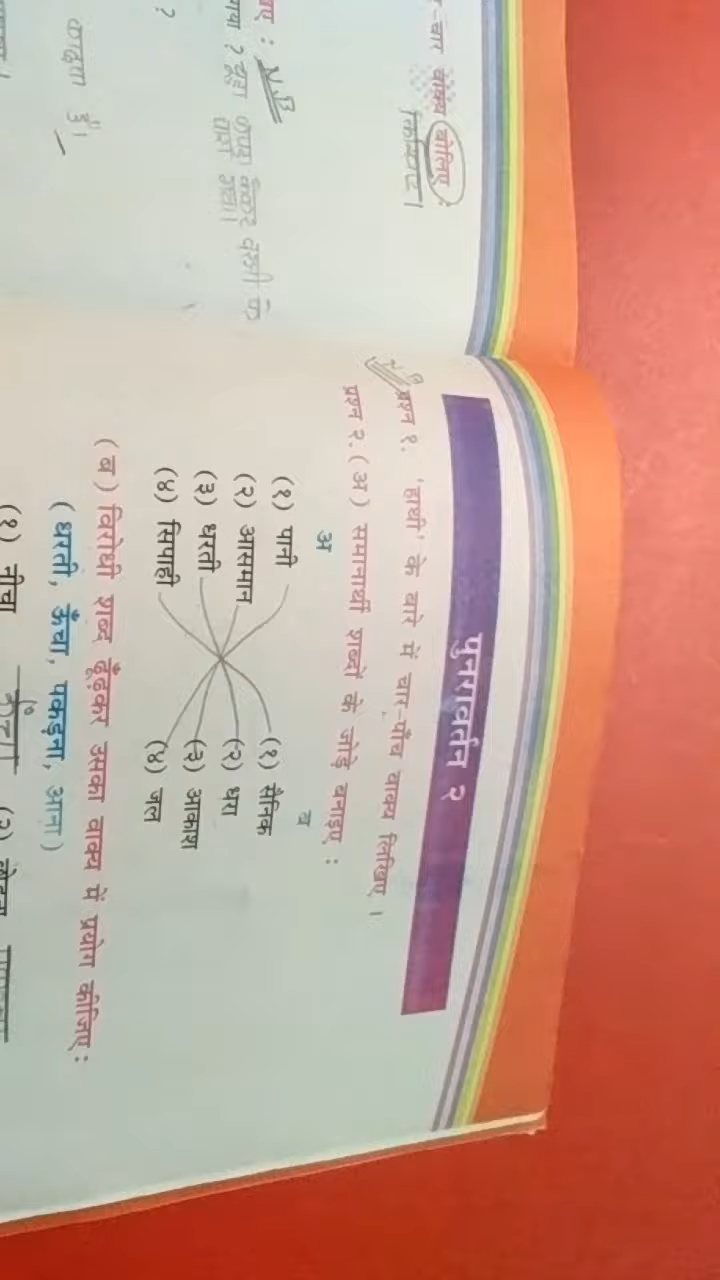 र-चार वाक्य बोलिए :
लिखिए।
काढ़ता हूँ।
पुनरावर्तन २
प्रश्न १. 'हाथी' के बारे में चार-पाँच वाक्य लिखिए ।
प्रश्न २. ( अ ) समानार्थी शब्दों के जोड़े बनाइए :
अ ब
(१) पानी (१) सैनिक
(२) आसमान (२) धरा
(३) धरती (३) आकाश
(४) सिपाही (४) जल
( ब ) विरोधी शब्द ढूँढ़कर उसका वाक्य में प्रयोग कीजिए :
( धरती, ऊँचा, पकड़ना, आना )
(१) नीचा ऊँचा (२) छोड़ना